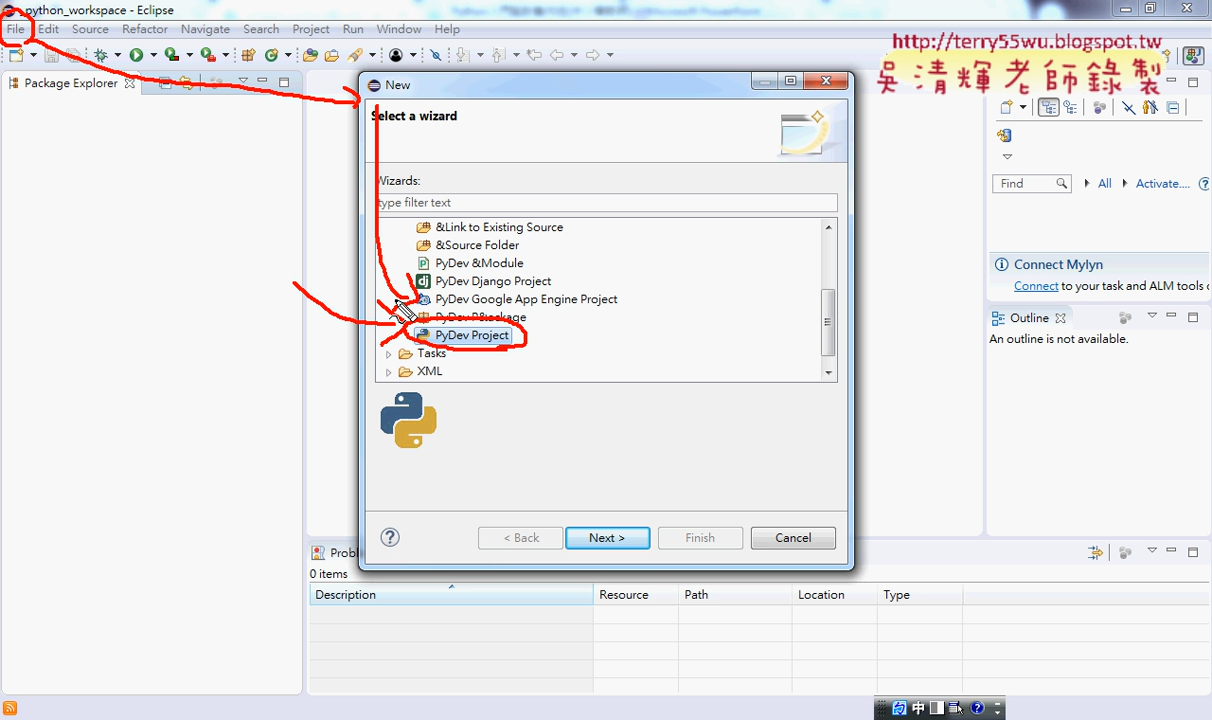 python_workspace - Eclipse
File Edit Source Refactor Navigate Search Project Run Window Help
http://terry55wu.blogspot.tw
吳清輝老師錄製
Package Explorer
New
Select a wizard
Wizards:
type filter text
&Link to Existing Source
&Source Folder
PyDev &Module
PyDev Django Project
PyDev Google App Engine Project
PyDev P&ackage
PyDev Project
Tasks
XML
< Back Next > Finish Cancel
Find All Activate...
Connect Mylyn
Connect to your task and ALM tools
Outline
An outline is not available.
0 items
Description Resource Path Location Type
中